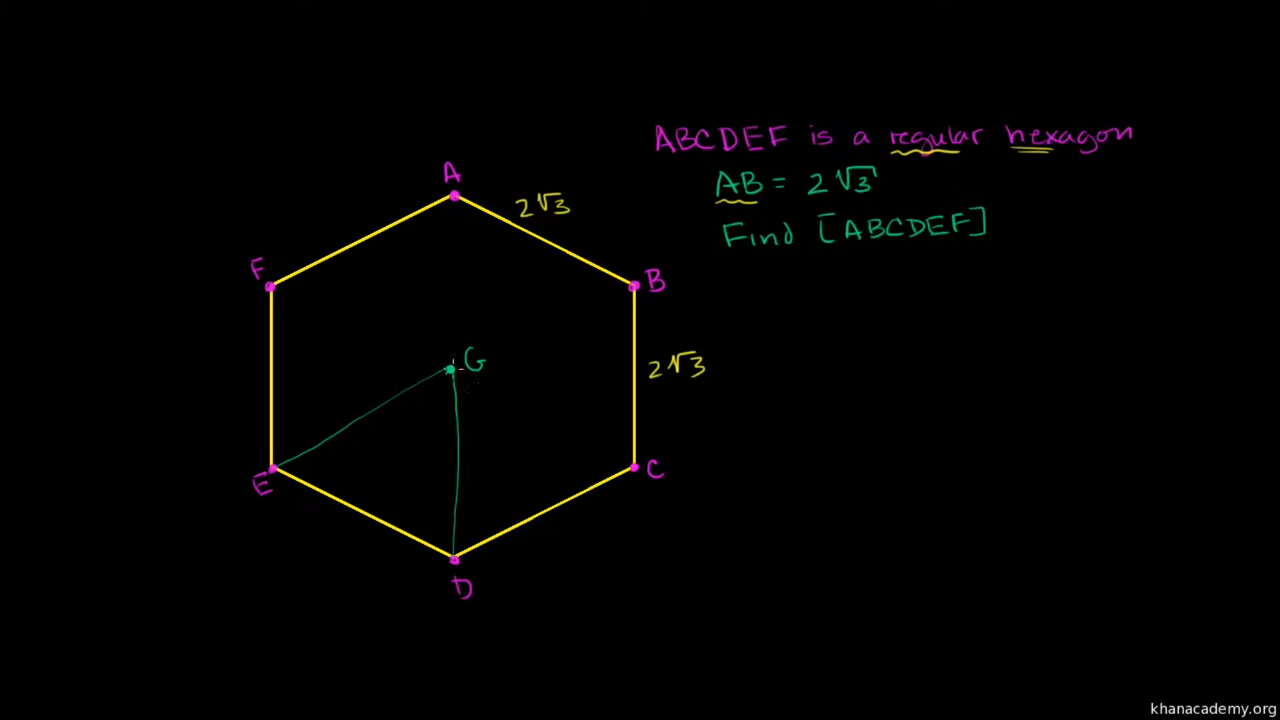 ABCDEF is a regular hexagon
AB = 2√3
Find [ABCDEF]
A
2√3
F
B
G
2√3
E
C
D
khanacademy.org